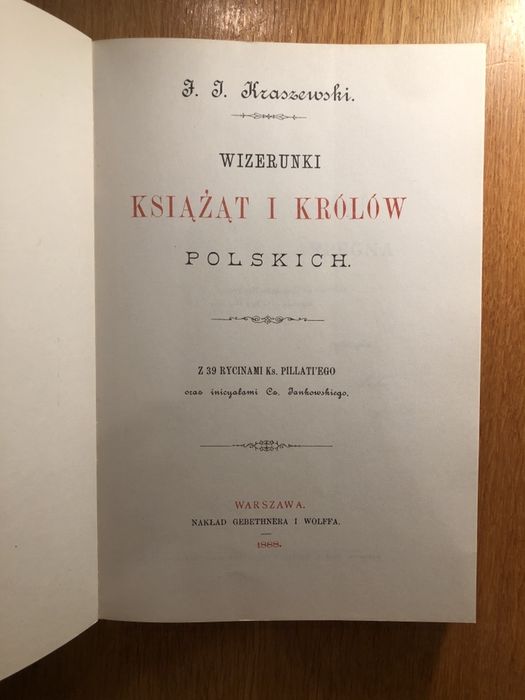 J. I. Kraszewski.
WIZERUNKI
KSIĄŻĄT I KRÓLÓW
POLSKICH.
Z 39 RYCINAMI Ks. PILLATI'EGO
oraz inicyałami Cz. Jankowskiego.
WARSZAWA.
NAKŁAD GEBETHNERA I WOLFFA.
1888.